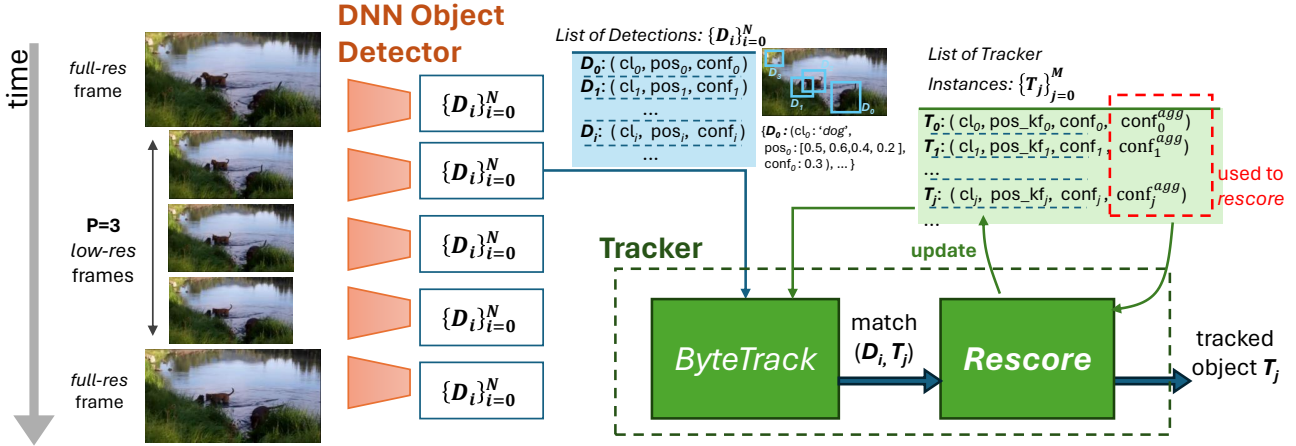 time
full-res
frame
P=3
low-res
frames
full-res
frame
DNN Object
Detector
{D_i}_{i=0}^N
{D_i}_{i=0}^N
{D_i}_{i=0}^N
{D_i}_{i=0}^N
{D_i}_{i=0}^N
List of Detections: {D_i}_{i=0}^N
D_0: ( cl_0, pos_0, conf_0)
D_1: ( cl_1, pos_1, conf_1)
...
D_i: ( cl_i, pos_i, conf_i)
...
D_3
D_1
D_0
{D_0 : (cl_0 : 'dog',
pos_0 : [0.5, 0.6,0.4, 0.2 ],
conf_0 : 0.3 ), ... }
List of Tracker
Instances: {T_j}_{j=0}^M
T_0: ( cl_0, pos_kf_0, conf_0, conf_0^{agg})
T_1: ( cl_1, pos_kf_1, conf_1, conf_1^{agg})
...
T_j: ( cl_j, pos_kf_j, conf_j, conf_j^{agg})
...
used to
rescore
Tracker
update
ByteTrack
match
(D_i, T_j)
Rescore
tracked
object T_j